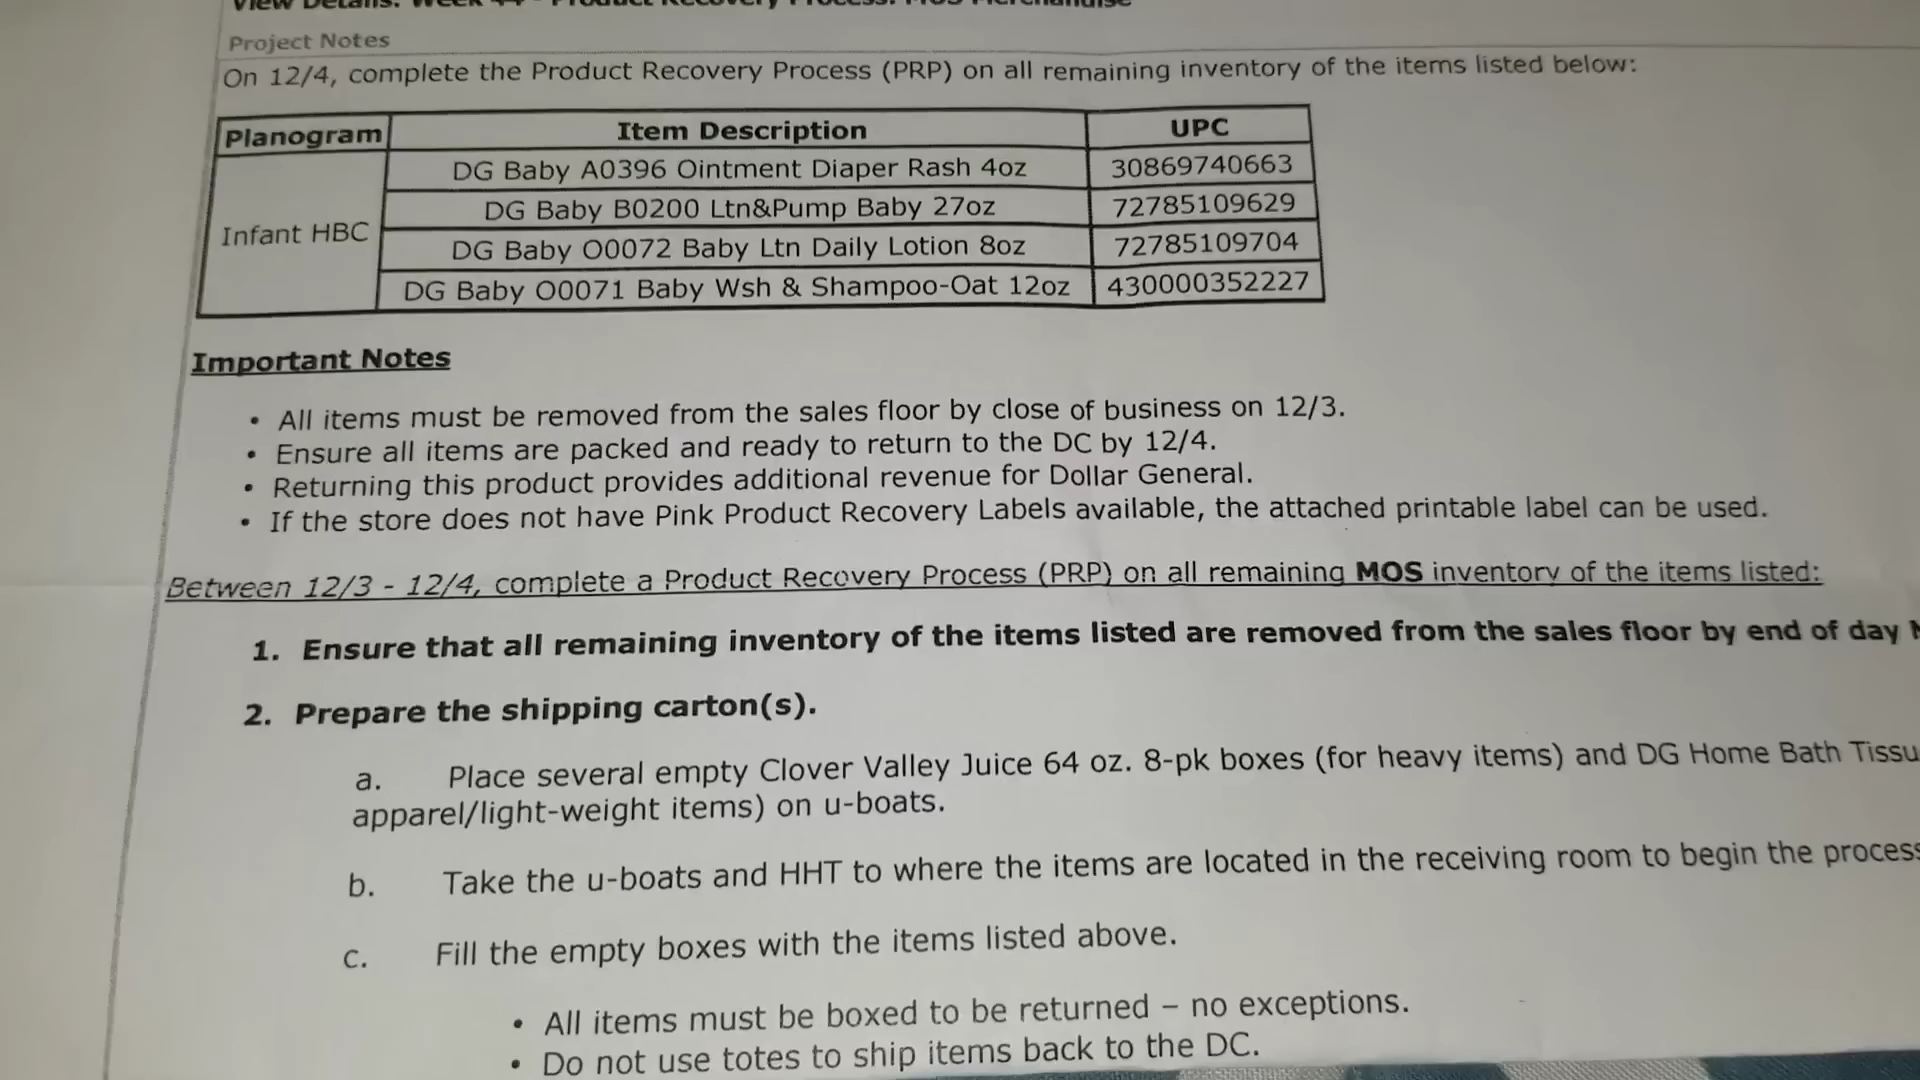 View Details: Week 44 - Product Recovery Process: MOS Merchandise
Project Notes
On 12/4, complete the Product Recovery Process (PRP) on all remaining inventory of the items listed below:
Planogram Item Description UPC
DG Baby A0396 Ointment Diaper Rash 4oz 30869740663
DG Baby B0200 Ltn&Pump Baby 27oz 72785109629
Infant HBC
DG Baby O0072 Baby Ltn Daily Lotion 8oz 72785109704
DG Baby O0071 Baby Wsh & Shampoo-Oat 12oz 430000352227
Important Notes
• All items must be removed from the sales floor by close of business on 12/3.
• Ensure all items are packed and ready to return to the DC by 12/4.
• Returning this product provides additional revenue for Dollar General.
• If the store does not have Pink Product Recovery Labels available, the attached printable label can be used.
Between 12/3 - 12/4, complete a Product Recovery Process (PRP) on all remaining MOS inventory of the items listed:
1. Ensure that all remaining inventory of the items listed are removed from the sales floor by end of day
2. Prepare the shipping carton(s).
a. Place several empty Clover Valley Juice 64 oz. 8-pk boxes (for heavy items) and DG Home Bath Tissu
apparel/light-weight items) on u-boats.
b. Take the u-boats and HHT to where the items are located in the receiving room to begin the process
c. Fill the empty boxes with the items listed above.
• All items must be boxed to be returned – no exceptions.
• Do not use totes to ship items back to the DC.